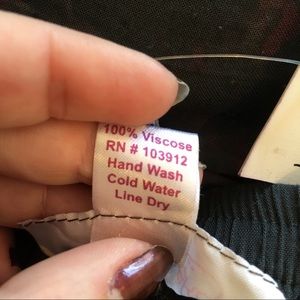 100% Viscose
RN # 103912
Hand Wash
Cold Water
Line Dry